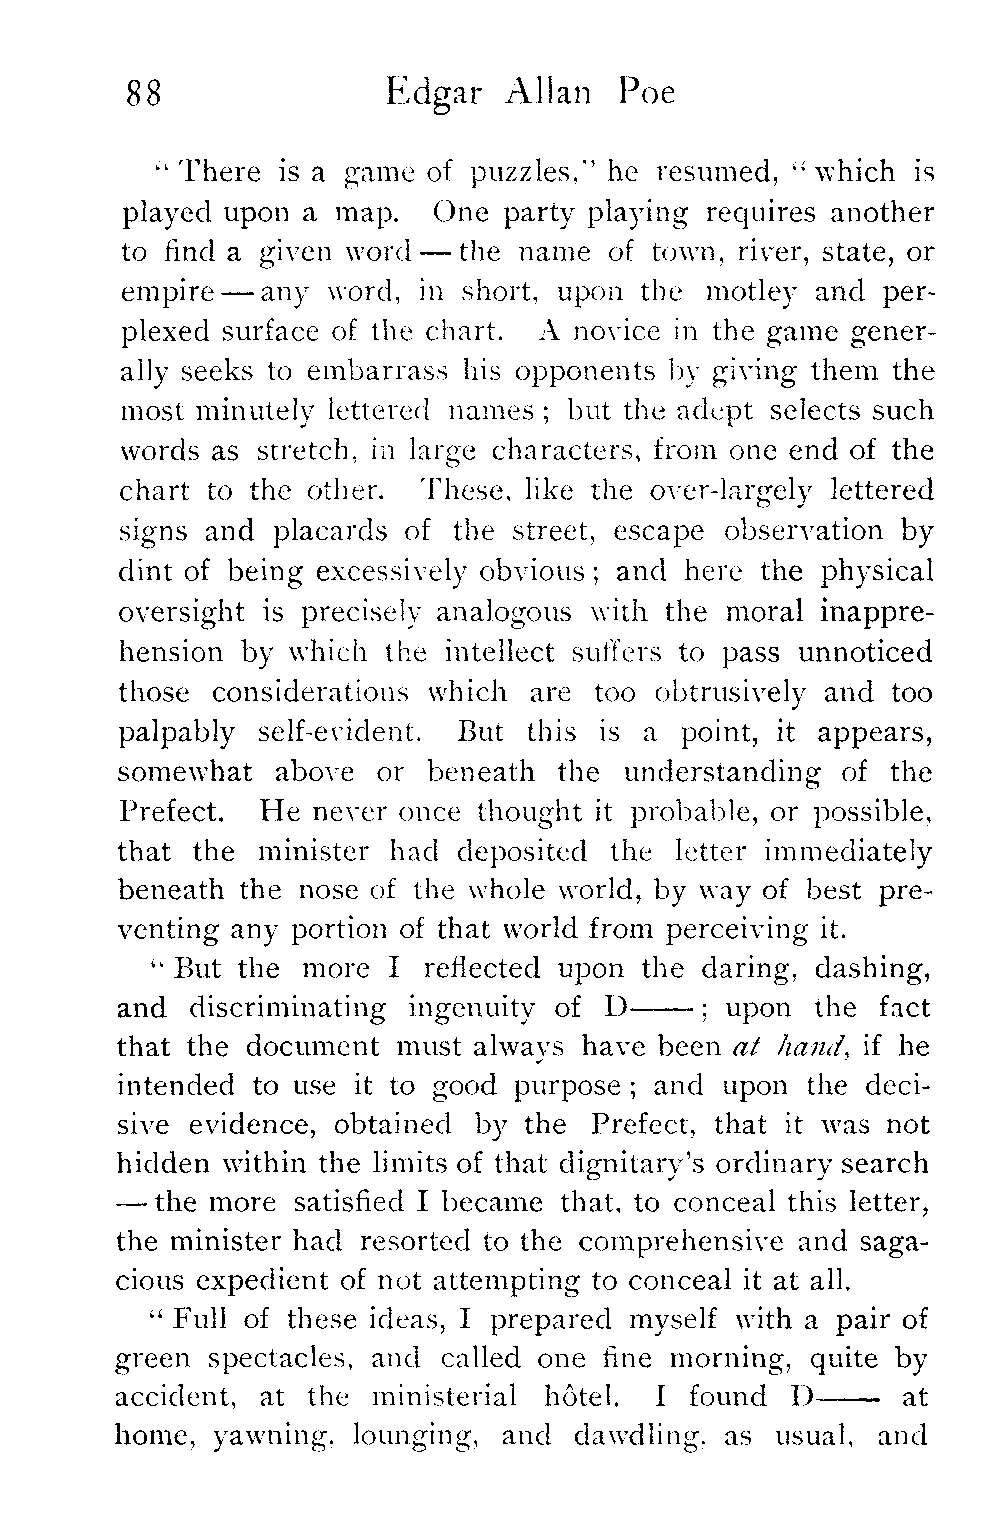 88 Edgar Allan Poe
“ There is a game of puzzles,” he resumed, “ which is
played upon a map. One party playing requires another
to find a given word — the name of town, river, state, or
empire — any word, in short, upon the motley and per-
plexed surface of the chart. A novice in the game gener-
ally seeks to embarrass his opponents by giving them the
most minutely lettered names ; but the adept selects such
words as stretch, in large characters, from one end of the
chart to the other. These, like the over-largely lettered
signs and placards of the street, escape observation by
dint of being excessively obvious ; and here the physical
oversight is precisely analogous with the moral inappre-
hension by which the intellect suffers to pass unnoticed
those considerations which are too obtrusively and too
palpably self-evident. But this is a point, it appears,
somewhat above or beneath the understanding of the
Prefect. He never once thought it probable, or possible,
that the minister had deposited the letter immediately
beneath the nose of the whole world, by way of best pre-
venting any portion of that world from perceiving it.
“ But the more I reflected upon the daring, dashing,
and discriminating ingenuity of D—— ; upon the fact
that the document must always have been at hand, if he
intended to use it to good purpose ; and upon the deci-
sive evidence, obtained by the Prefect, that it was not
hidden within the limits of that dignitary’s ordinary search
— the more satisfied I became that, to conceal this letter,
the minister had resorted to the comprehensive and saga-
cious expedient of not attempting to conceal it at all.
“ Full of these ideas, I prepared myself with a pair of
green spectacles, and called one fine morning, quite by
accident, at the ministerial hôtel. I found D—— at
home, yawning, lounging, and dawdling, as usual, and